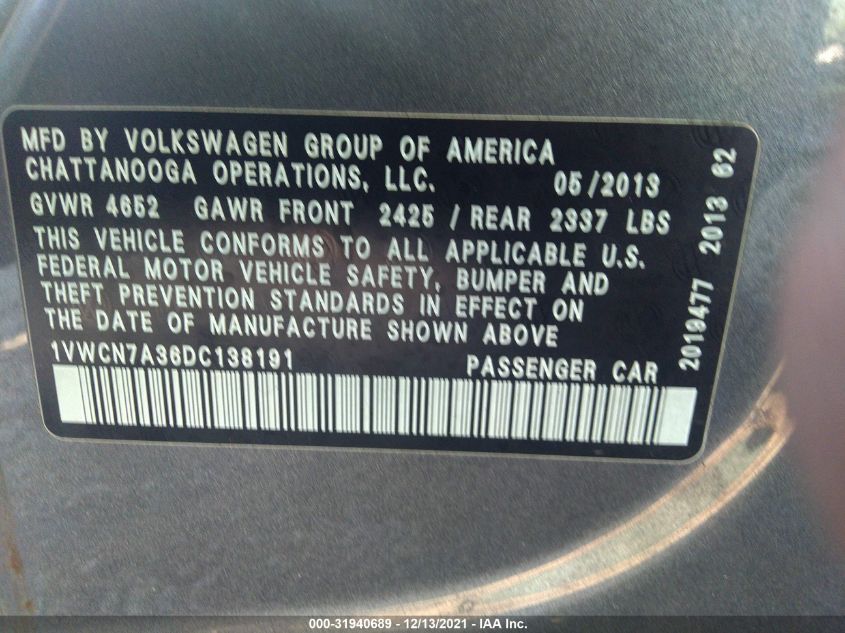 MFD BY VOLKSWAGEN GROUP OF AMERICA
CHATTANOOGA OPERATIONS, LLC. 05/2013
GVWR 4652 GAWR FRONT 2425 / REAR 2337 LBS
THIS VEHICLE CONFORMS TO ALL APPLICABLE U.S.
FEDERAL MOTOR VEHICLE SAFETY, BUMPER AND
THEFT PREVENTION STANDARDS IN EFFECT ON
THE DATE OF MANUFACTURE SHOWN ABOVE
1VWCN7A36DC138191 PASSENGER CAR
2019477 2013 62
000-31940689 - 12/13/2021 - IAA Inc.